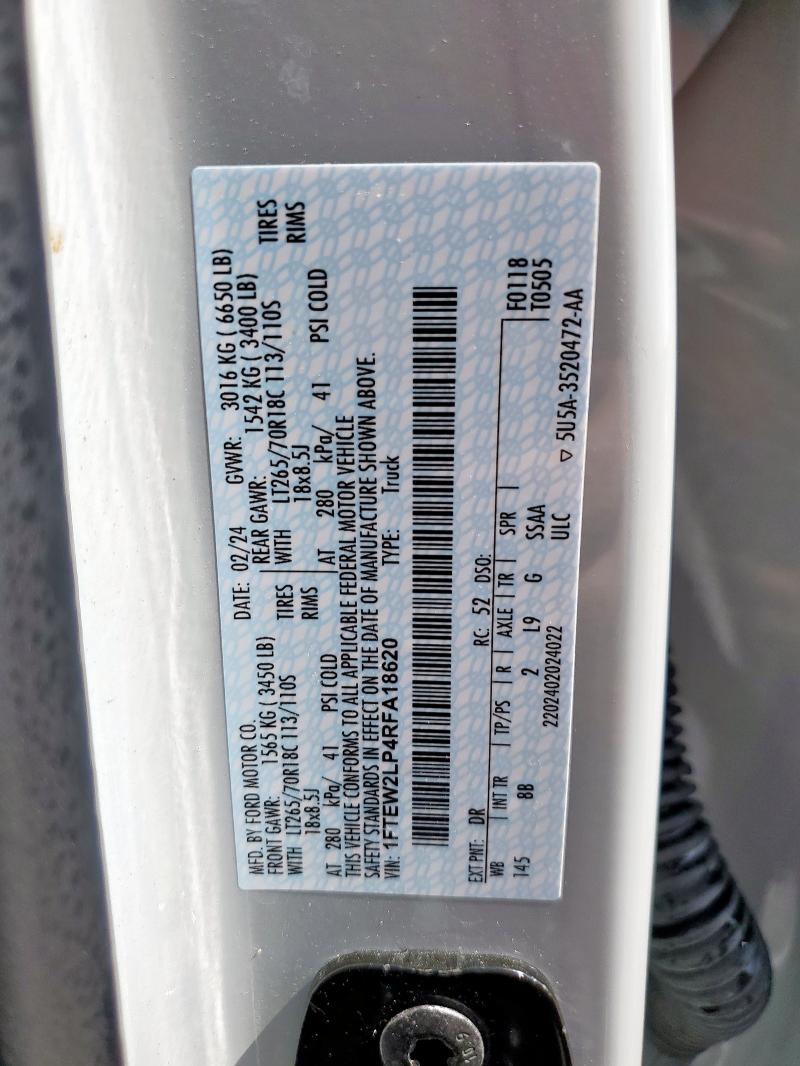 MFD. BY FORD MOTOR CO.
DATE: 02/24 GVWR: 3016 KG ( 6650 LB)
FRONT GAWR: 1565 KG ( 3450 LB) REAR GAWR: 1542 KG ( 3400 LB)
WITH LT265/70R18C 113/110S TIRES WITH LT265/70R18C 113/110S TIRES
18x8.5J RIMS 18x8.5J RIMS
AT 280 kPa/ 41 PSI COLD AT 280 kPa/ 41 PSI COLD
THIS VEHICLE CONFORMS TO ALL APPLICABLE FEDERAL MOTOR VEHICLE
SAFETY STANDARDS IN EFFECT ON THE DATE OF MANUFACTURE SHOWN ABOVE.
VIN: 1FTEW2LP4RFA18620 TYPE: Truck
EXT PNT: DR RC: 52 DSO:
WB INT TR TP/PS R AXLE TR SPR F0118
145 8B 2 L9 G SSAA T0505
2202402024022 ULC
▽ 5U5A-3520472-AA
10.9